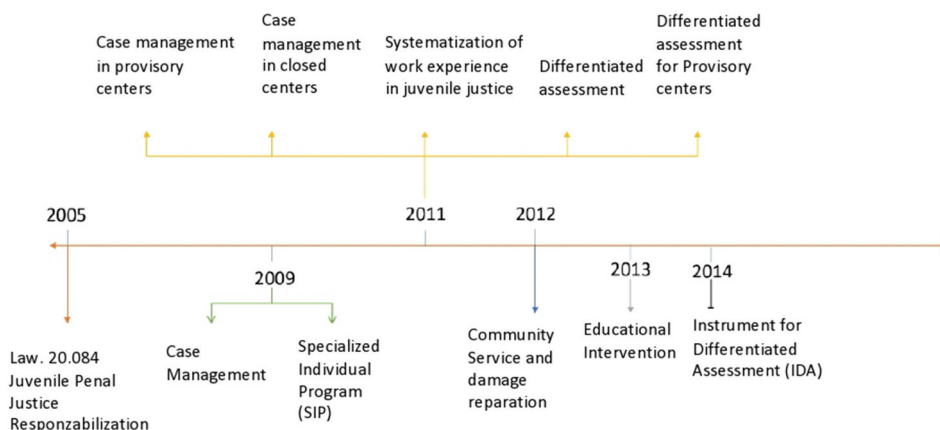 Case management
in provisory
centers
Case
management
in closed
centers
Systematization of
work experience
in juvenile justice
Differentiated
assessment
Differentiated
assessment
for Provisory
centers
2005
2011
2012
2009
2013
2014
Law. 20.084
Juvenile Penal
Justice
Responzabilization
Case
Management
Specialized
Individual
Program
(SIP)
Community
Service and
damage
reparation
Educational
Intervention
Instrument for
Differentiated
Assessment (IDA)